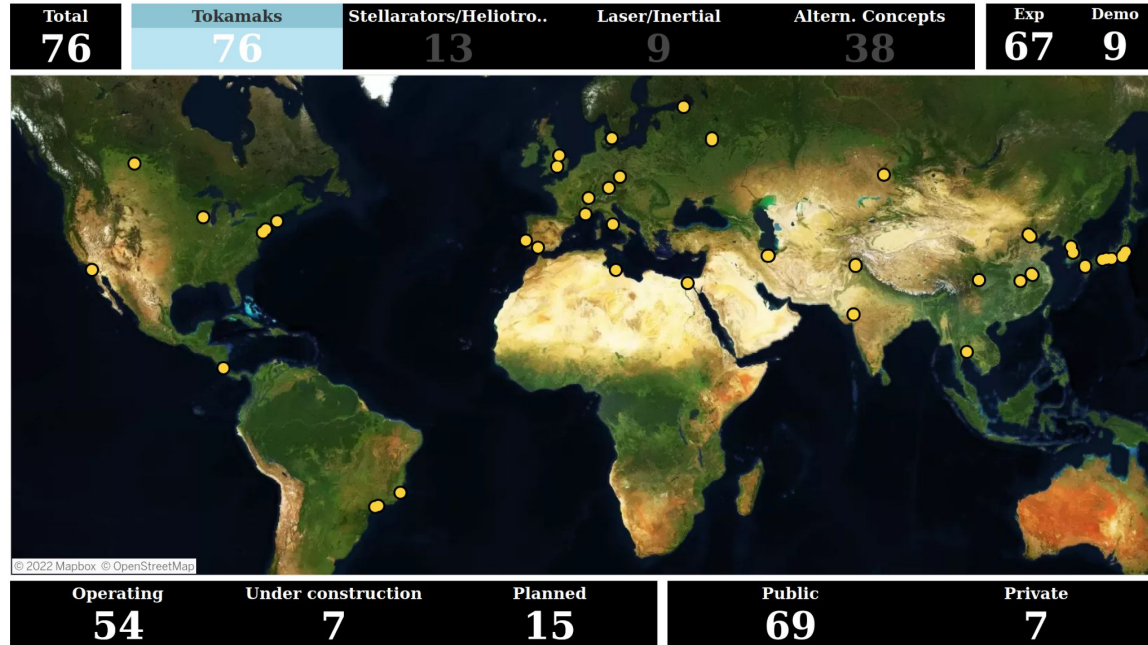 Total Tokamaks Stellarators/Heliotro.. Laser/Inertial Altern. Concepts Exp Demo
76 76 13 9 38 67 9
© 2022 Mapbox © OpenStreetMap
Operating Under construction Planned Public Private
54 7 15 69 7